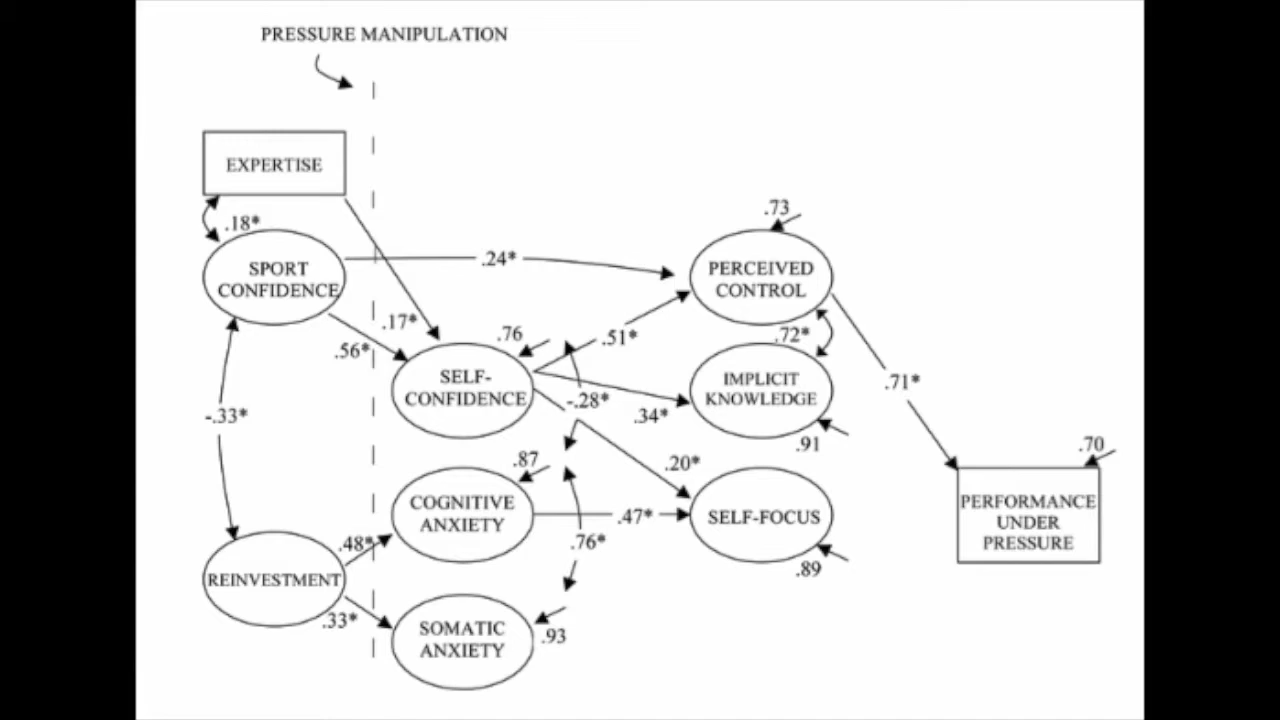 PRESSURE MANIPULATION
EXPERTISE
.18*
.73
SPORT
CONFIDENCE
.24*
PERCEIVED
CONTROL
.17*
.76
.51*
.72*
.56*
SELF-
CONFIDENCE
-.28*
IMPLICIT
KNOWLEDGE
.71*
-.33*
.34*
.91
.87
.20*
.70
COGNITIVE
ANXIETY
.47*
SELF-FOCUS
PERFORMANCE
UNDER
PRESSURE
.48*
.76*
.89
REINVESTMENT
.33*
SOMATIC
ANXIETY
.93